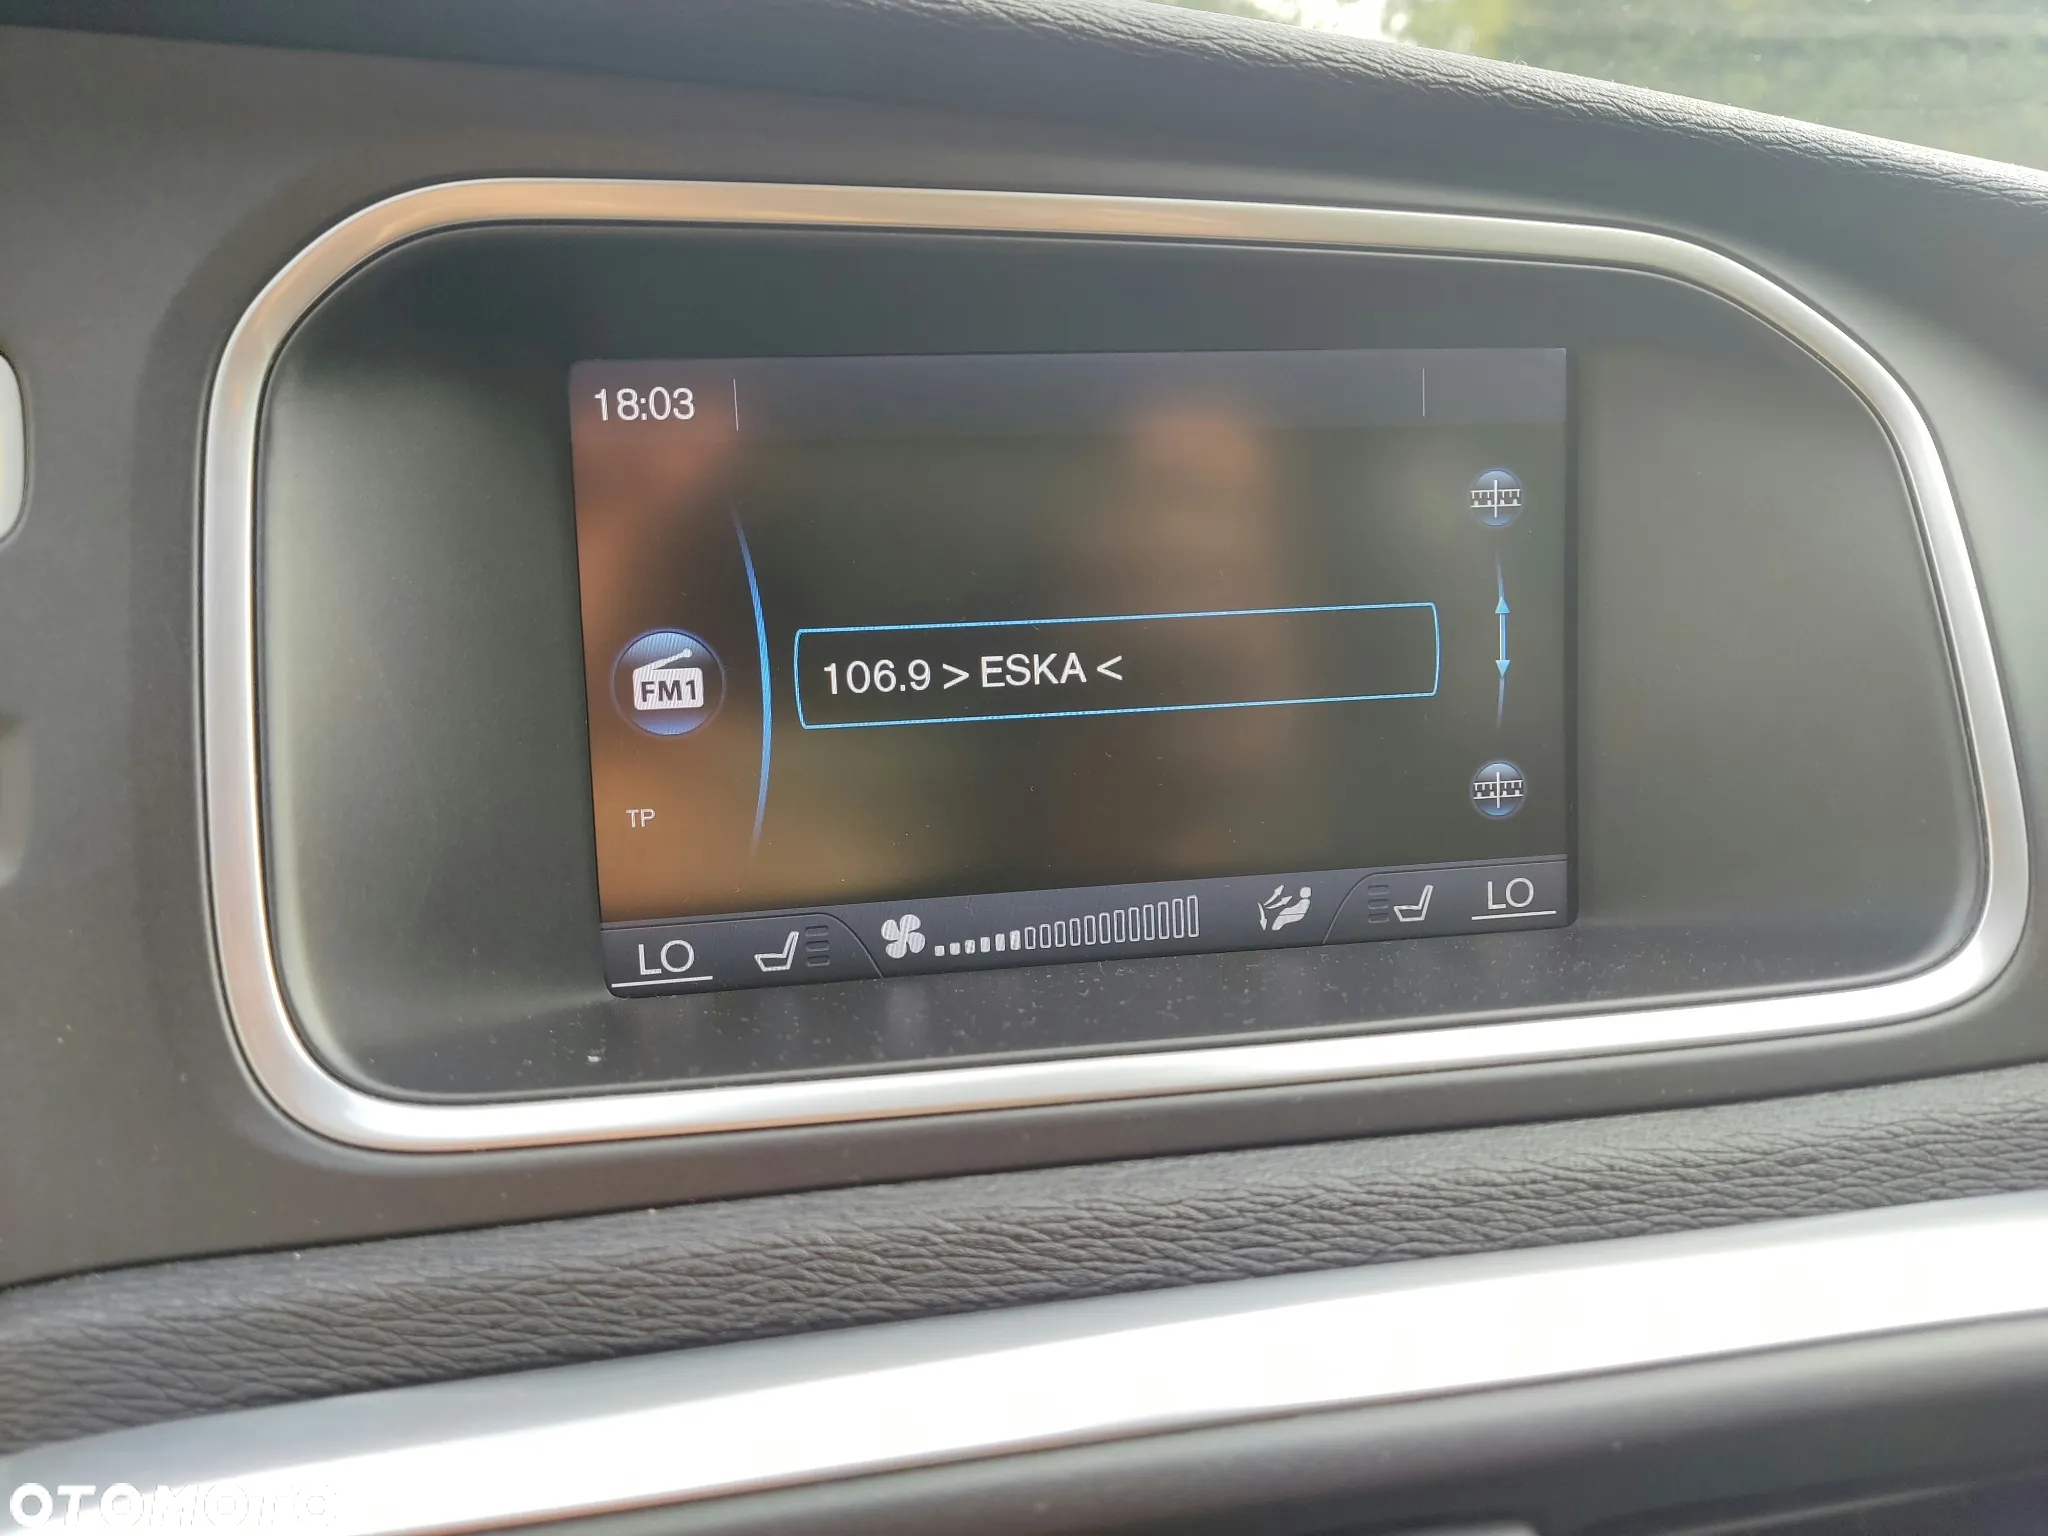 18:03
106.9 > ESKA <
FM1
TP
LO
LO
OTOMOTO